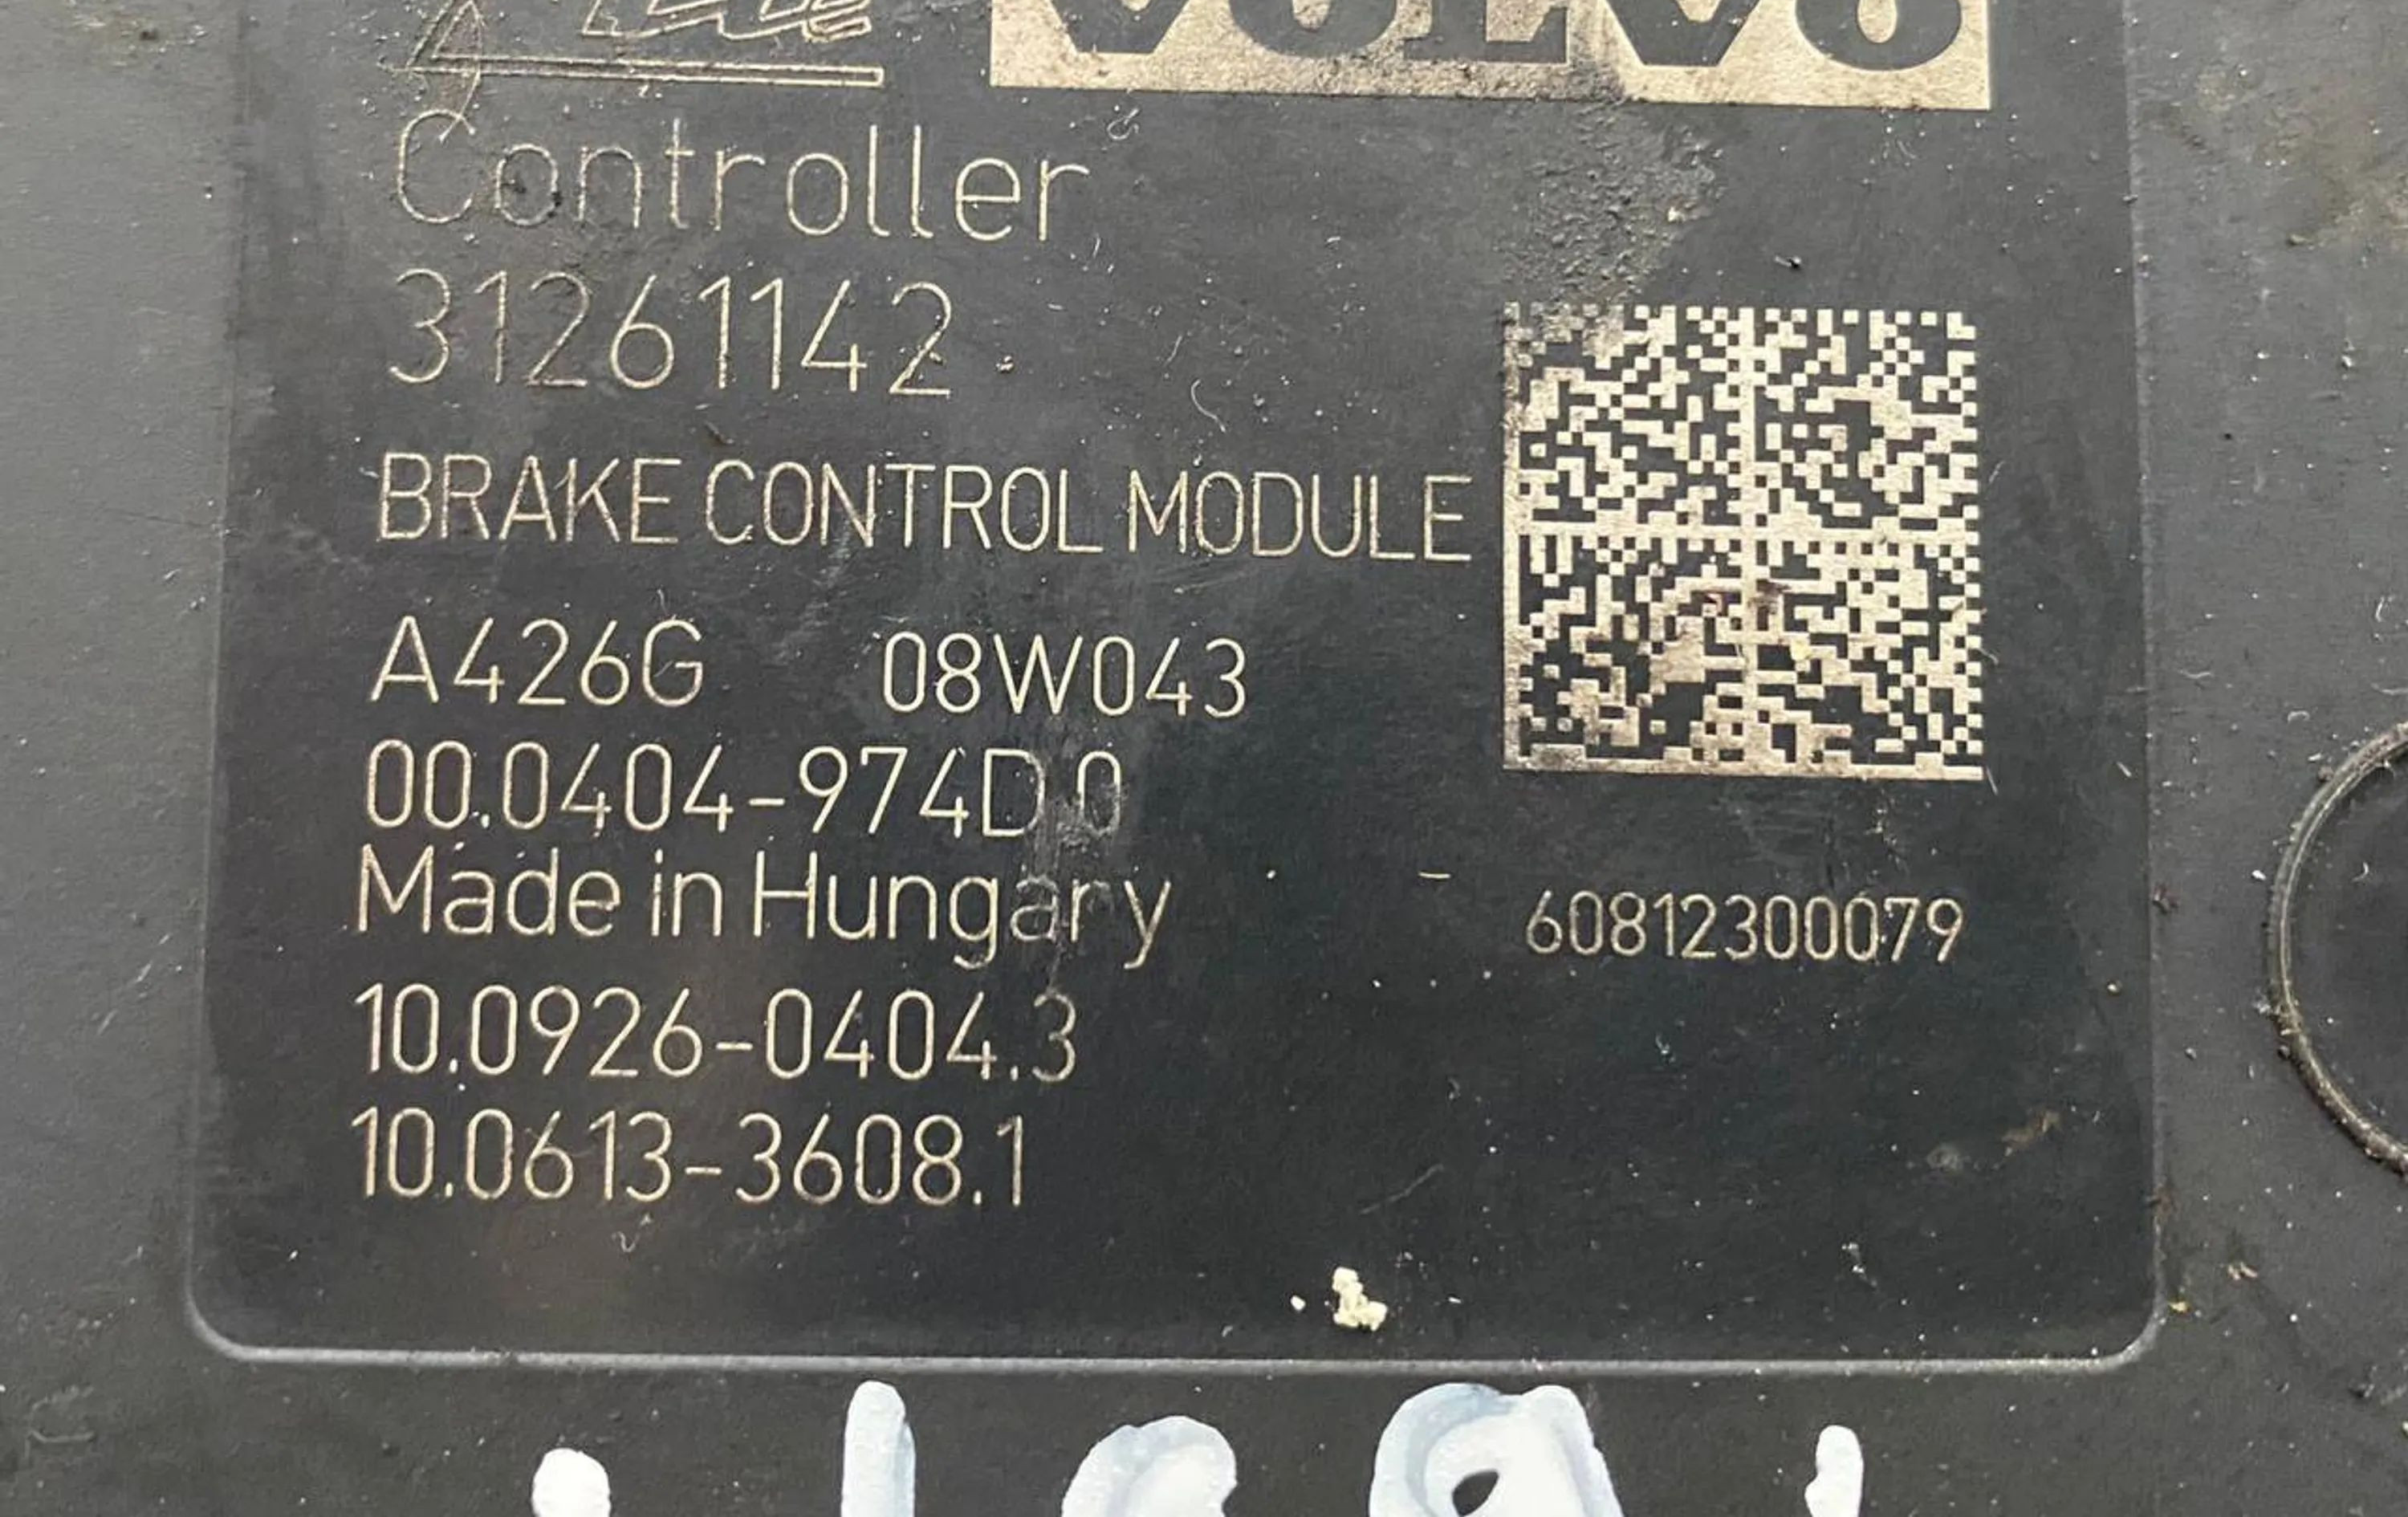 VOLVO
Controller
31261142
BRAKE CONTROL MODULE
A426G 08W043
00.0404-974D.0
Made in Hungary
60812300079
10.0926-0404.3
10.0613-3608.1